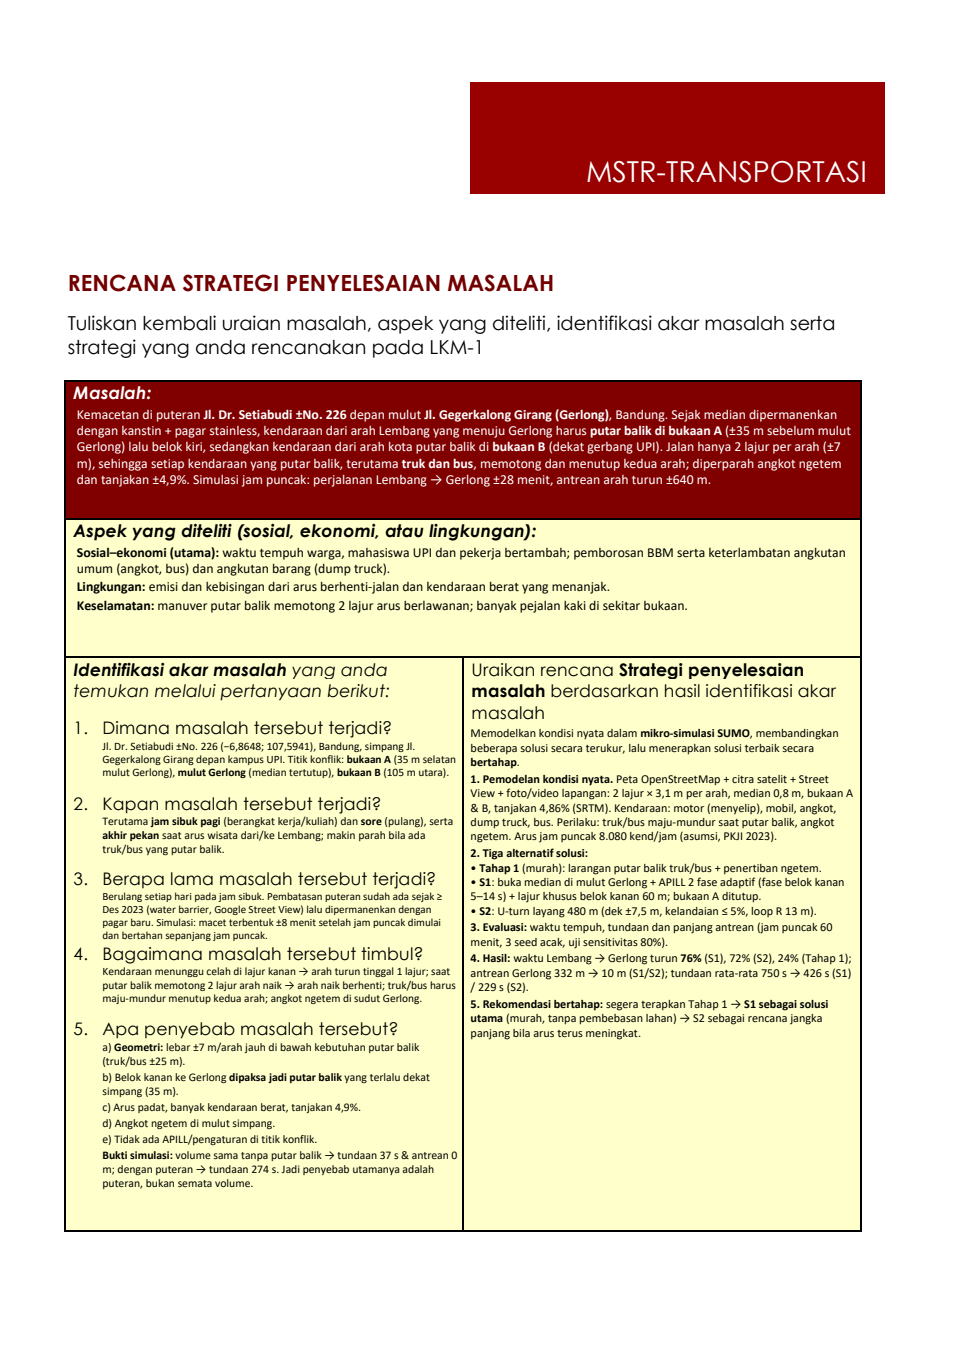 MSTR-TRANSPORTASI
RENCANA STRATEGI PENYELESAIAN MASALAH
Tuliskan kembali uraian masalah, aspek yang diteliti, identifikasi akar masalah serta
strategi yang anda rencanakan pada LKM-1
Masalah:
Kemacetan di puteran Jl. Dr. Setiabudi ±No. 226 depan mulut Jl. Gegerkalong Girang (Gerlong), Bandung. Sejak median dipermanenkan
dengan kanstin + pagar stainless, kendaraan dari arah Lembang yang menuju Gerlong harus putar balik di bukaan A (±35 m sebelum mulut
Gerlong) lalu belok kiri, sedangkan kendaraan dari arah kota putar balik di bukaan B (dekat gerbang UPI). Jalan hanya 2 lajur per arah (±7
m), sehingga setiap kendaraan yang putar balik, terutama truk dan bus, memotong dan menutup kedua arah; diperparah angkot ngetem
dan tanjakan ±4,9%. Simulasi jam puncak: perjalanan Lembang → Gerlong ±28 menit, antrean arah turun ±640 m.
Aspek yang diteliti (sosial, ekonomi, atau lingkungan):
Sosial–ekonomi (utama): waktu tempuh warga, mahasiswa UPI dan pekerja bertambah; pemborosan BBM serta keterlambatan angkutan
umum (angkot, bus) dan angkutan barang (dump truck).
Lingkungan: emisi dan kebisingan dari arus berhenti-jalan dan kendaraan berat yang menanjak.
Keselamatan: manuver putar balik memotong 2 lajur arus berlawanan; banyak pejalan kaki di sekitar bukaan.
Identifikasi akar masalah yang anda
temukan melalui pertanyaan berikut:
1. Dimana masalah tersebut terjadi?
Jl. Dr. Setiabudi ±No. 226 (−6,8648; 107,5941), Bandung, simpang Jl.
Gegerkalong Girang depan kampus UPI. Titik konflik: bukaan A (35 m selatan
mulut Gerlong), mulut Gerlong (median tertutup), bukaan B (105 m utara).
2. Kapan masalah tersebut terjadi?
Terutama jam sibuk pagi (berangkat kerja/kuliah) dan sore (pulang), serta
akhir pekan saat arus wisata dari/ke Lembang; makin parah bila ada
truk/bus yang putar balik.
3. Berapa lama masalah tersebut terjadi?
Berulang setiap hari pada jam sibuk. Pembatasan puteran sudah ada sejak ≥
Des 2023 (water barrier, Google Street View) lalu dipermanenkan dengan
pagar baru. Simulasi: macet terbentuk ±8 menit setelah jam puncak dimulai
dan bertahan sepanjang jam puncak.
4. Bagaimana masalah tersebut timbul?
Kendaraan menunggu celah di lajur kanan → arah turun tinggal 1 lajur; saat
putar balik memotong 2 lajur arah naik → arah naik berhenti; truk/bus harus
maju-mundur menutup kedua arah; angkot ngetem di sudut Gerlong.
5. Apa penyebab masalah tersebut?
a) Geometri: lebar ±7 m/arah jauh di bawah kebutuhan putar balik
(truk/bus ±25 m).
b) Belok kanan ke Gerlong dipaksa jadi putar balik yang terlalu dekat
simpang (35 m).
c) Arus padat, banyak kendaraan berat, tanjakan 4,9%.
d) Angkot ngetem di mulut simpang.
e) Tidak ada APILL/pengaturan di titik konflik.
Bukti simulasi: volume sama tanpa putar balik → tundaan 37 s & antrean 0
m; dengan puteran → tundaan 274 s. Jadi penyebab utamanya adalah
puteran, bukan semata volume.
Uraikan rencana Strategi penyelesaian
masalah berdasarkan hasil identifikasi akar
masalah
Memodelkan kondisi nyata dalam mikro-simulasi SUMO, membandingkan
beberapa solusi secara terukur, lalu menerapkan solusi terbaik secara
bertahap.
1. Pemodelan kondisi nyata. Peta OpenStreetMap + citra satelit + Street
View + foto/video lapangan: 2 lajur × 3,1 m per arah, median 0,8 m, bukaan A
& B, tanjakan 4,86% (SRTM). Kendaraan: motor (menyelip), mobil, angkot,
dump truck, bus. Perilaku: truk/bus maju-mundur saat putar balik, angkot
ngetem. Arus jam puncak 8.080 kend/jam (asumsi, PKJI 2023).
2. Tiga alternatif solusi:
• Tahap 1 (murah): larangan putar balik truk/bus + penertiban ngetem.
• S1: buka median di mulut Gerlong + APILL 2 fase adaptif (fase belok kanan
5–14 s) + lajur khusus belok kanan 60 m; bukaan A ditutup.
• S2: U-turn layang 480 m (dek ±7,5 m, kelandaian ≤ 5%, loop R 13 m).
3. Evaluasi: waktu tempuh, tundaan dan panjang antrean (jam puncak 60
menit, 3 seed acak, uji sensitivitas 80%).
4. Hasil: waktu Lembang → Gerlong turun 76% (S1), 72% (S2), 24% (Tahap 1);
antrean Gerlong 332 m → 10 m (S1/S2); tundaan rata-rata 750 s → 426 s (S1)
/ 229 s (S2).
5. Rekomendasi bertahap: segera terapkan Tahap 1 → S1 sebagai solusi
utama (murah, tanpa pembebasan lahan) → S2 sebagai rencana jangka
panjang bila arus terus meningkat.